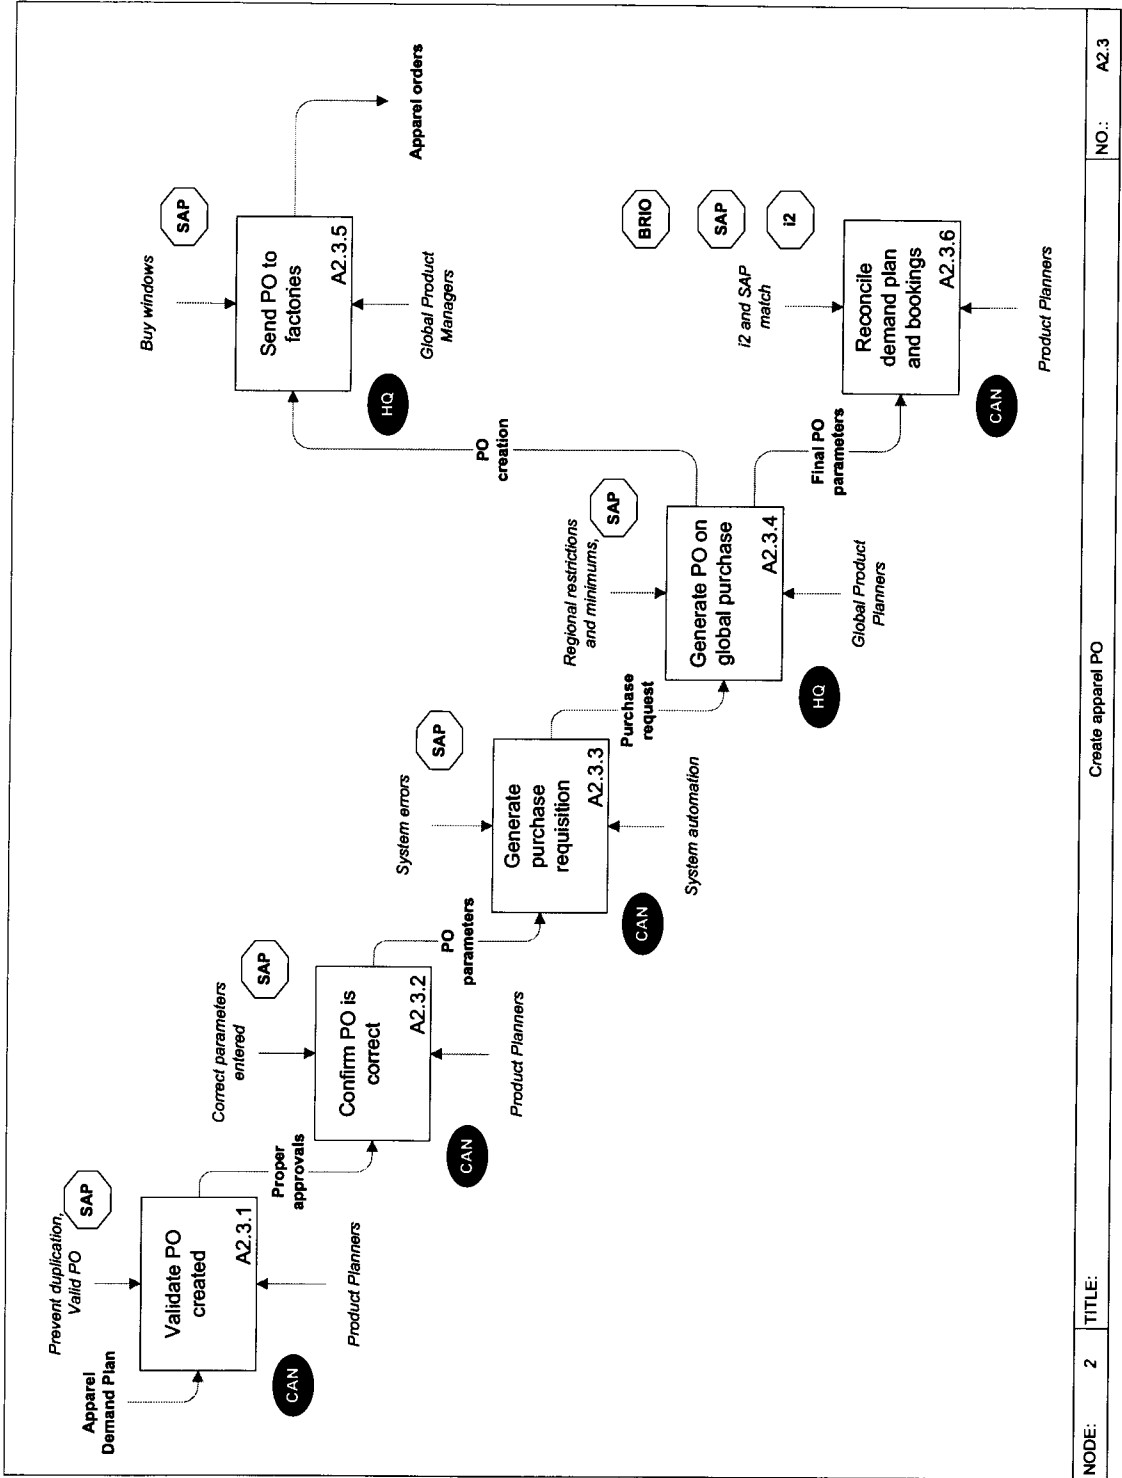 Apparel
Demand Plan
Prevent duplication,
Valid PO
SAP
Validate PO
created
A2.3.1
CAN
Product Planners
Proper
approvals
Correct parameters
entered
SAP
Confirm PO is
correct
A2.3.2
CAN
Product Planners
PO
parameters
System errors
SAP
Generate
purchase
requisition
A2.3.3
CAN
System automation
Purchase
request
Regional restrictions
and minimums,
SAP
Generate PO on
global purchase
A2.3.4
HQ
Global Product
Planners
PO
creation
Buy windows
SAP
Send PO to
factories
A2.3.5
HQ
Global Product
Managers
Apparel orders
Final PO
parameters
i2 and SAP
match
BRIO
SAP
i2
Reconcile
demand plan
and bookings
A2.3.6
CAN
Product Planners
NODE: 2 TITLE: Create apparel PO NO.: A2.3